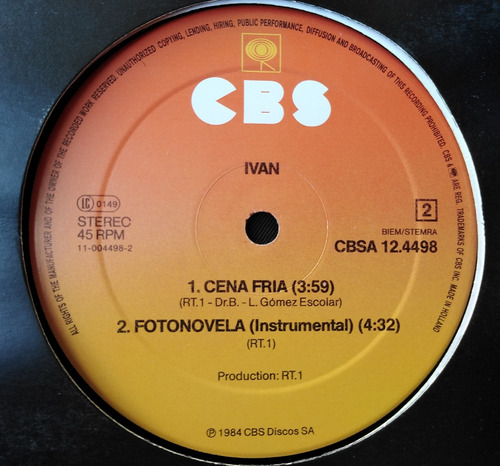 ALL RIGHTS OF THE MANUFACTURER AND OF THE OWNER OF THE RECORDED WORK RESERVED. UNAUTHORIZED COPYING, LENDING, HIRING, PUBLIC PERFORMANCE, DIFFUSION AND BROADCASTING OF THIS RECORDING PROHIBITED. CBS & ARE REG. TRADEMARKS OF CBS INC. MADE IN HOLLAND
CBS
IVAN
IC 0149
STEREO
45 RPM
11-004498-2
2
BIEM/STEMRA
CBSA 12.4498
1. CENA FRIA (3:59)
(RT.1 - Dr.B. - L. Gómez Escolar)
2. FOTONOVELA (Instrumental) (4:32)
(RT.1)
Production: RT.1
℗ 1984 CBS Discos SA